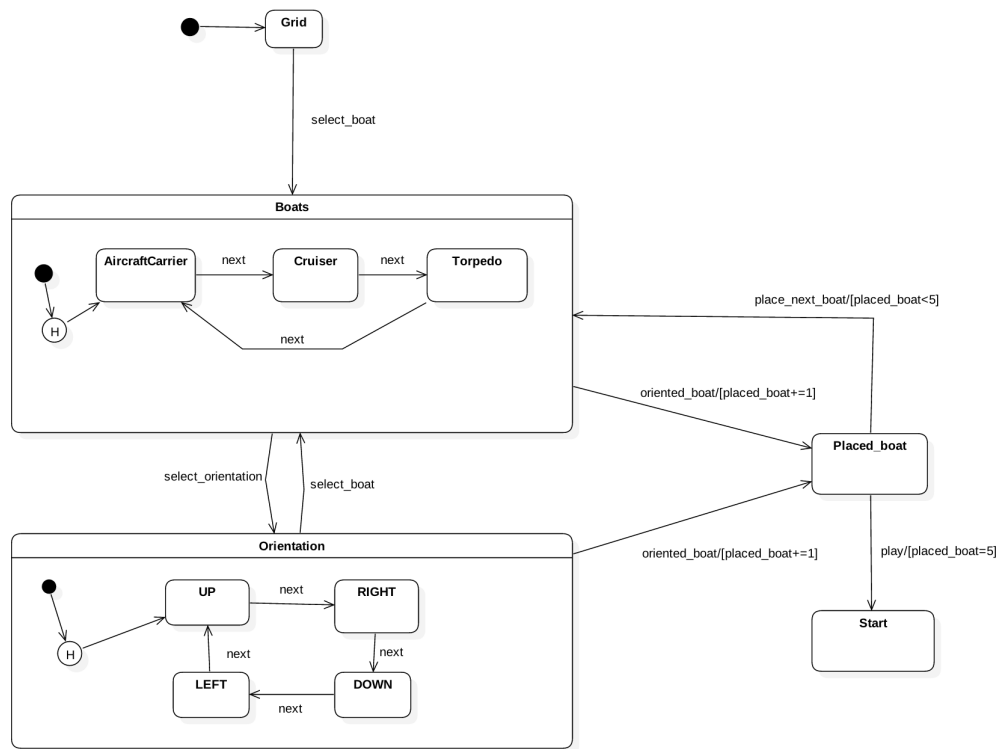 Grid
select_boat
Boats
AircraftCarrier
next
Cruiser
next
Torpedo
H
next
place_next_boat/[placed_boat<5]
oriented_boat/[placed_boat+=1]
Placed_boat
select_orientation
select_boat
Orientation
oriented_boat/[placed_boat+=1]
play/[placed_boat=5]
UP
next
RIGHT
Start
H
next
next
LEFT
DOWN
next